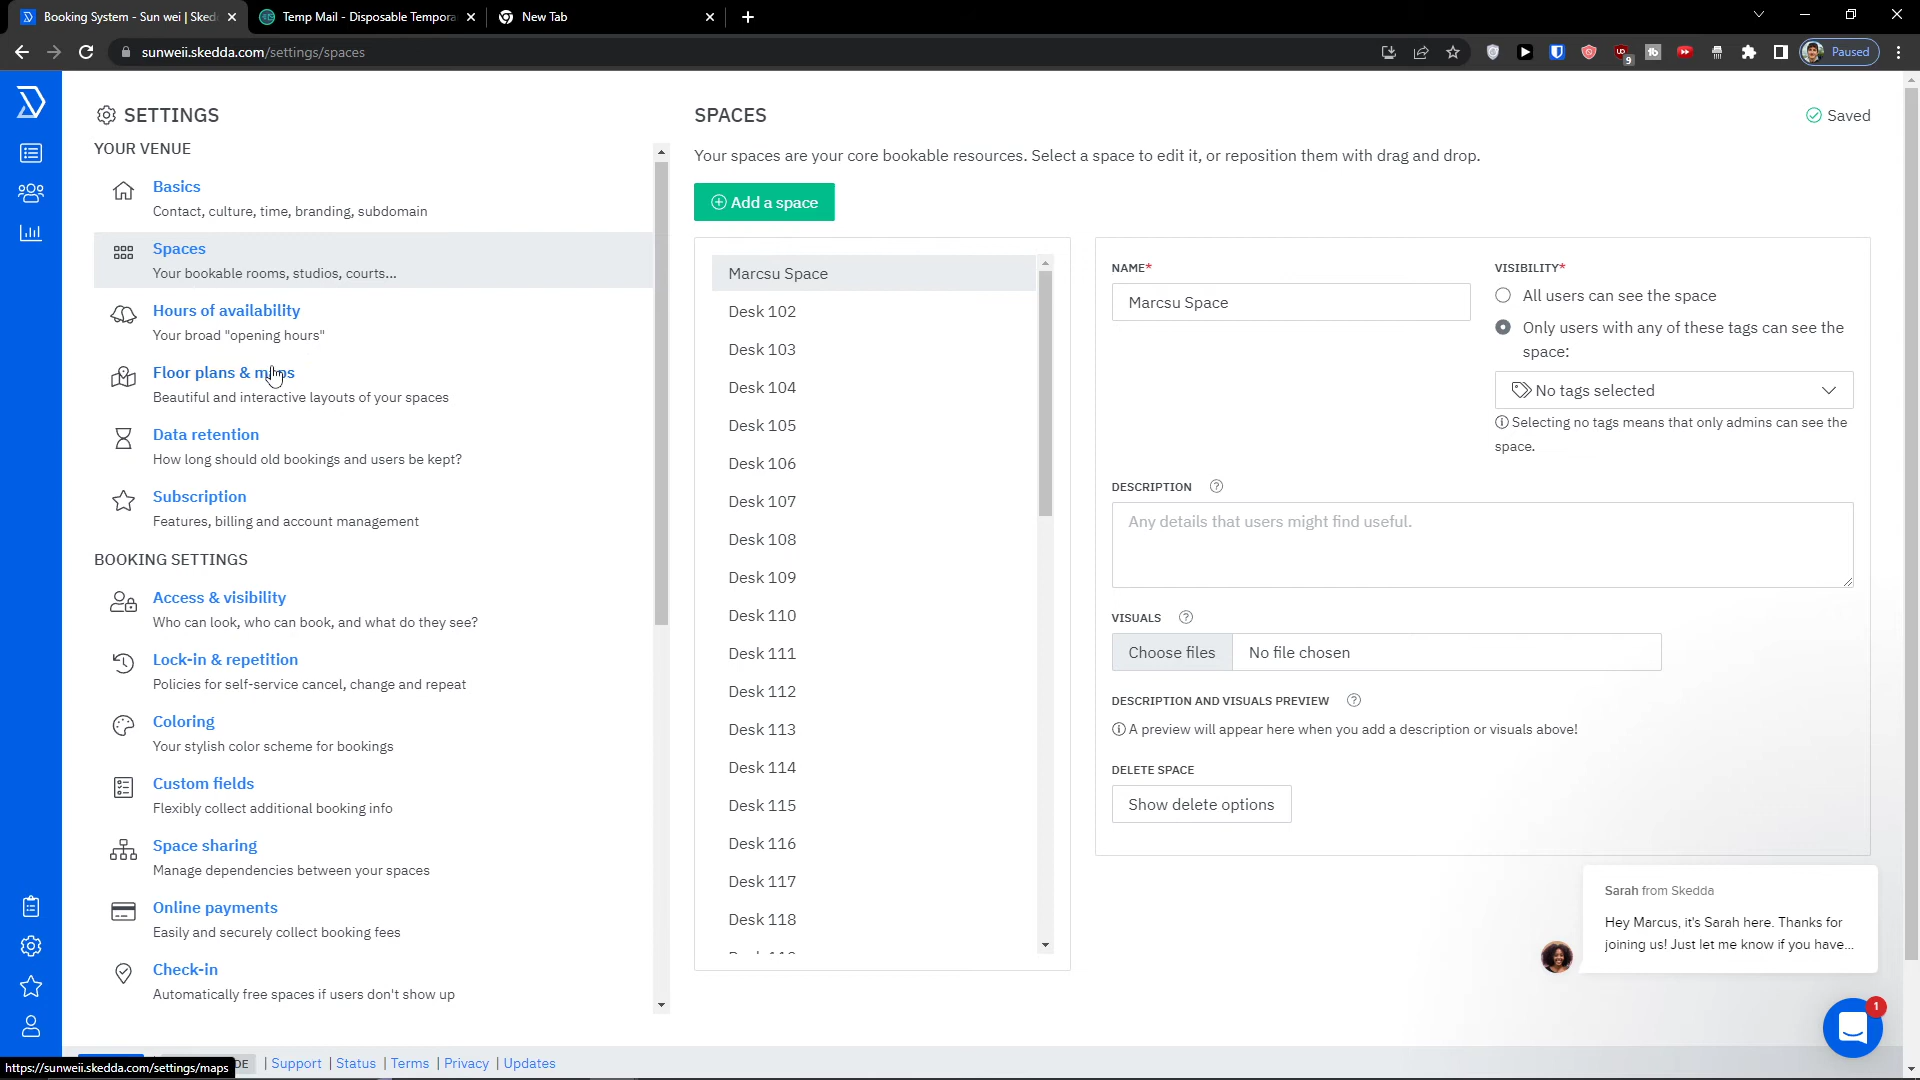 Booking System - Sun wei | Sked
Temp Mail - Disposable Tempora
New Tab
sunweii.skedda.com/settings/spaces
9
Paused
SETTINGS
YOUR VENUE
Basics
Contact, culture, time, branding, subdomain
Spaces
Your bookable rooms, studios, courts...
Hours of availability
Your broad "opening hours"
Floor plans & maps
Beautiful and interactive layouts of your spaces
Data retention
How long should old bookings and users be kept?
Subscription
Features, billing and account management
BOOKING SETTINGS
Access & visibility
Who can look, who can book, and what do they see?
Lock-in & repetition
Policies for self-service cancel, change and repeat
Coloring
Your stylish color scheme for bookings
Custom fields
Flexibly collect additional booking info
Space sharing
Manage dependencies between your spaces
Online payments
Easily and securely collect booking fees
Check-in
Automatically free spaces if users don't show up
SPACES
Saved
Your spaces are your core bookable resources. Select a space to edit it, or reposition them with drag and drop.
Add a space
Marcsu Space
Desk 102
Desk 103
Desk 104
Desk 105
Desk 106
Desk 107
Desk 108
Desk 109
Desk 110
Desk 111
Desk 112
Desk 113
Desk 114
Desk 115
Desk 116
Desk 117
Desk 118
NAME*
Marcsu Space
VISIBILITY*
All users can see the space
Only users with any of these tags can see the
space:
No tags selected
Selecting no tags means that only admins can see the
space.
DESCRIPTION
Any details that users might find useful.
VISUALS
Choose files No file chosen
DESCRIPTION AND VISUALS PREVIEW
A preview will appear here when you add a description or visuals above!
DELETE SPACE
Show delete options
Sarah from Skedda
Hey Marcus, it's Sarah here. Thanks for
joining us! Just let me know if you have...
1
DE | Support | Status | Terms | Privacy | Updates
https://sunweii.skedda.com/settings/maps